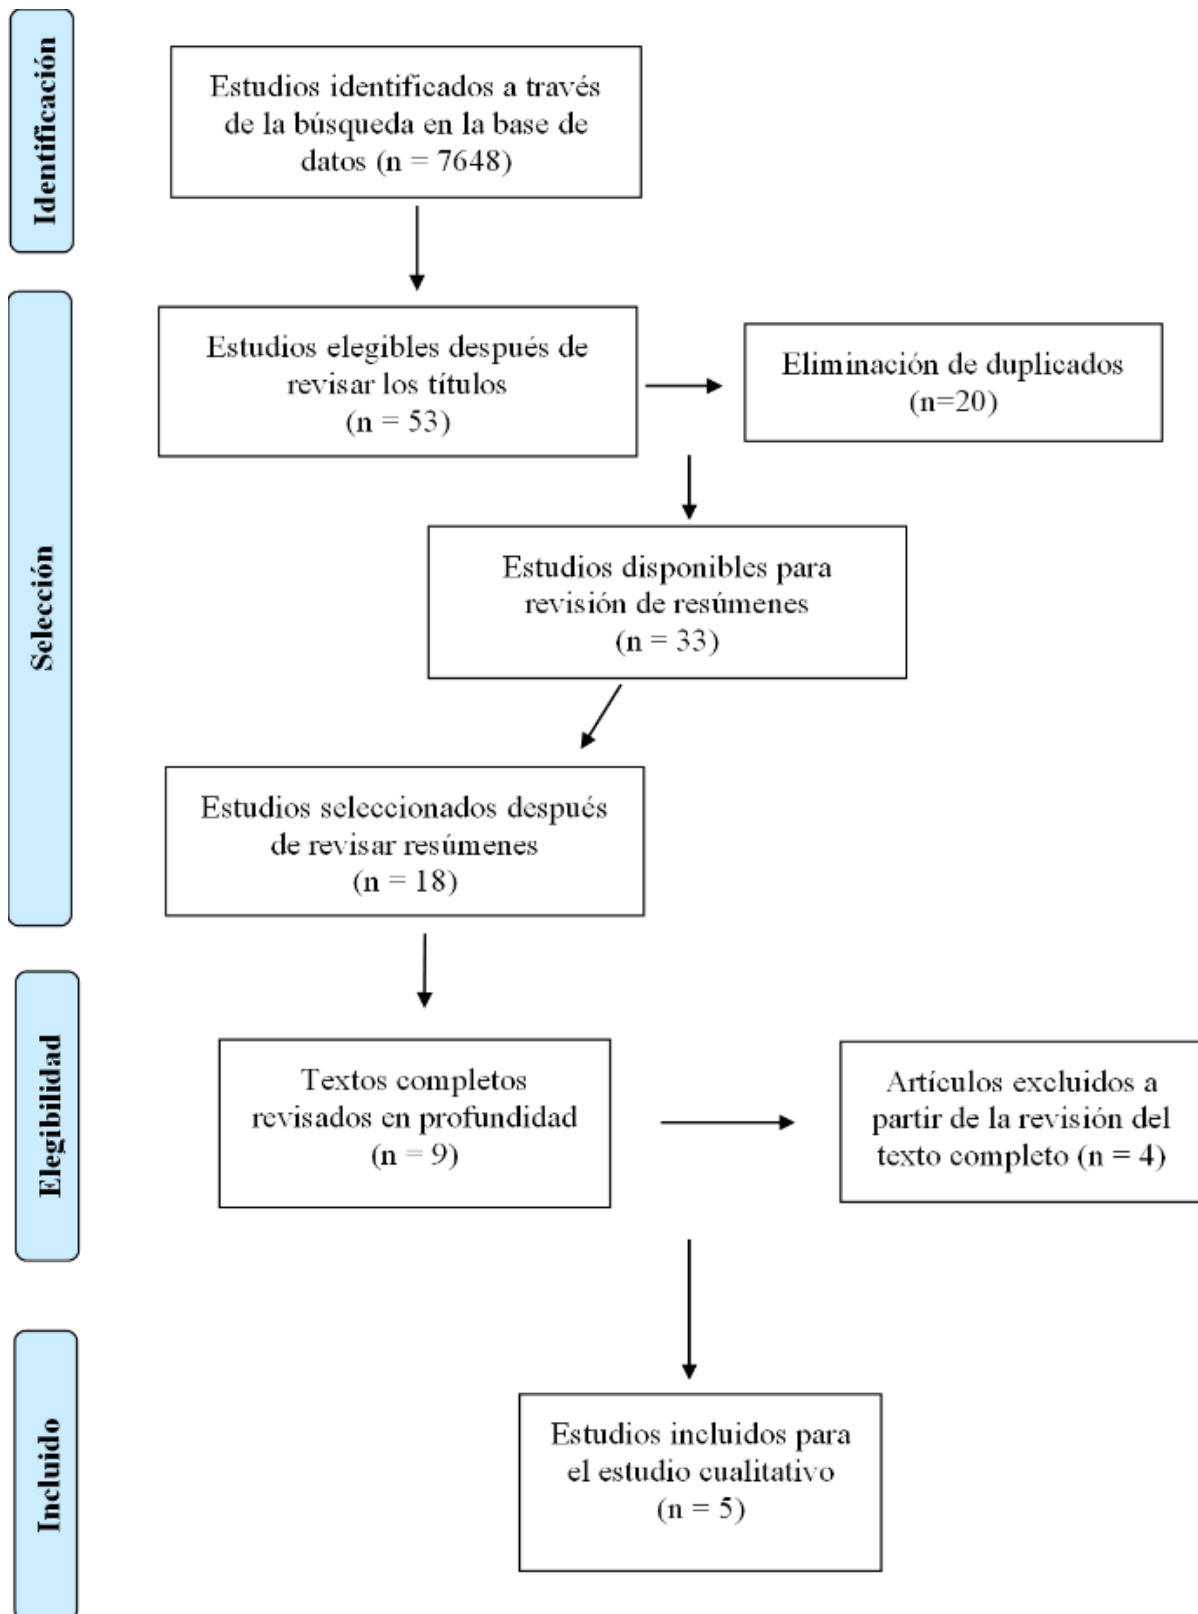 Identificación
Estudios identificados a través
de la búsqueda en la base de
datos (n = 7648)
Selección
Estudios elegibles después de
revisar los títulos
(n = 53)
Eliminación de duplicados
(n=20)
Estudios disponibles para
revisión de resúmenes
(n = 33)
Estudios seleccionados después
de revisar resúmenes
(n = 18)
Elegibilidad
Textos completos
revisados en profundidad
(n = 9)
Artículos excluidos a
partir de la revisión del
texto completo (n = 4)
Incluido
Estudios incluidos para
el estudio cualitativo
(n = 5)